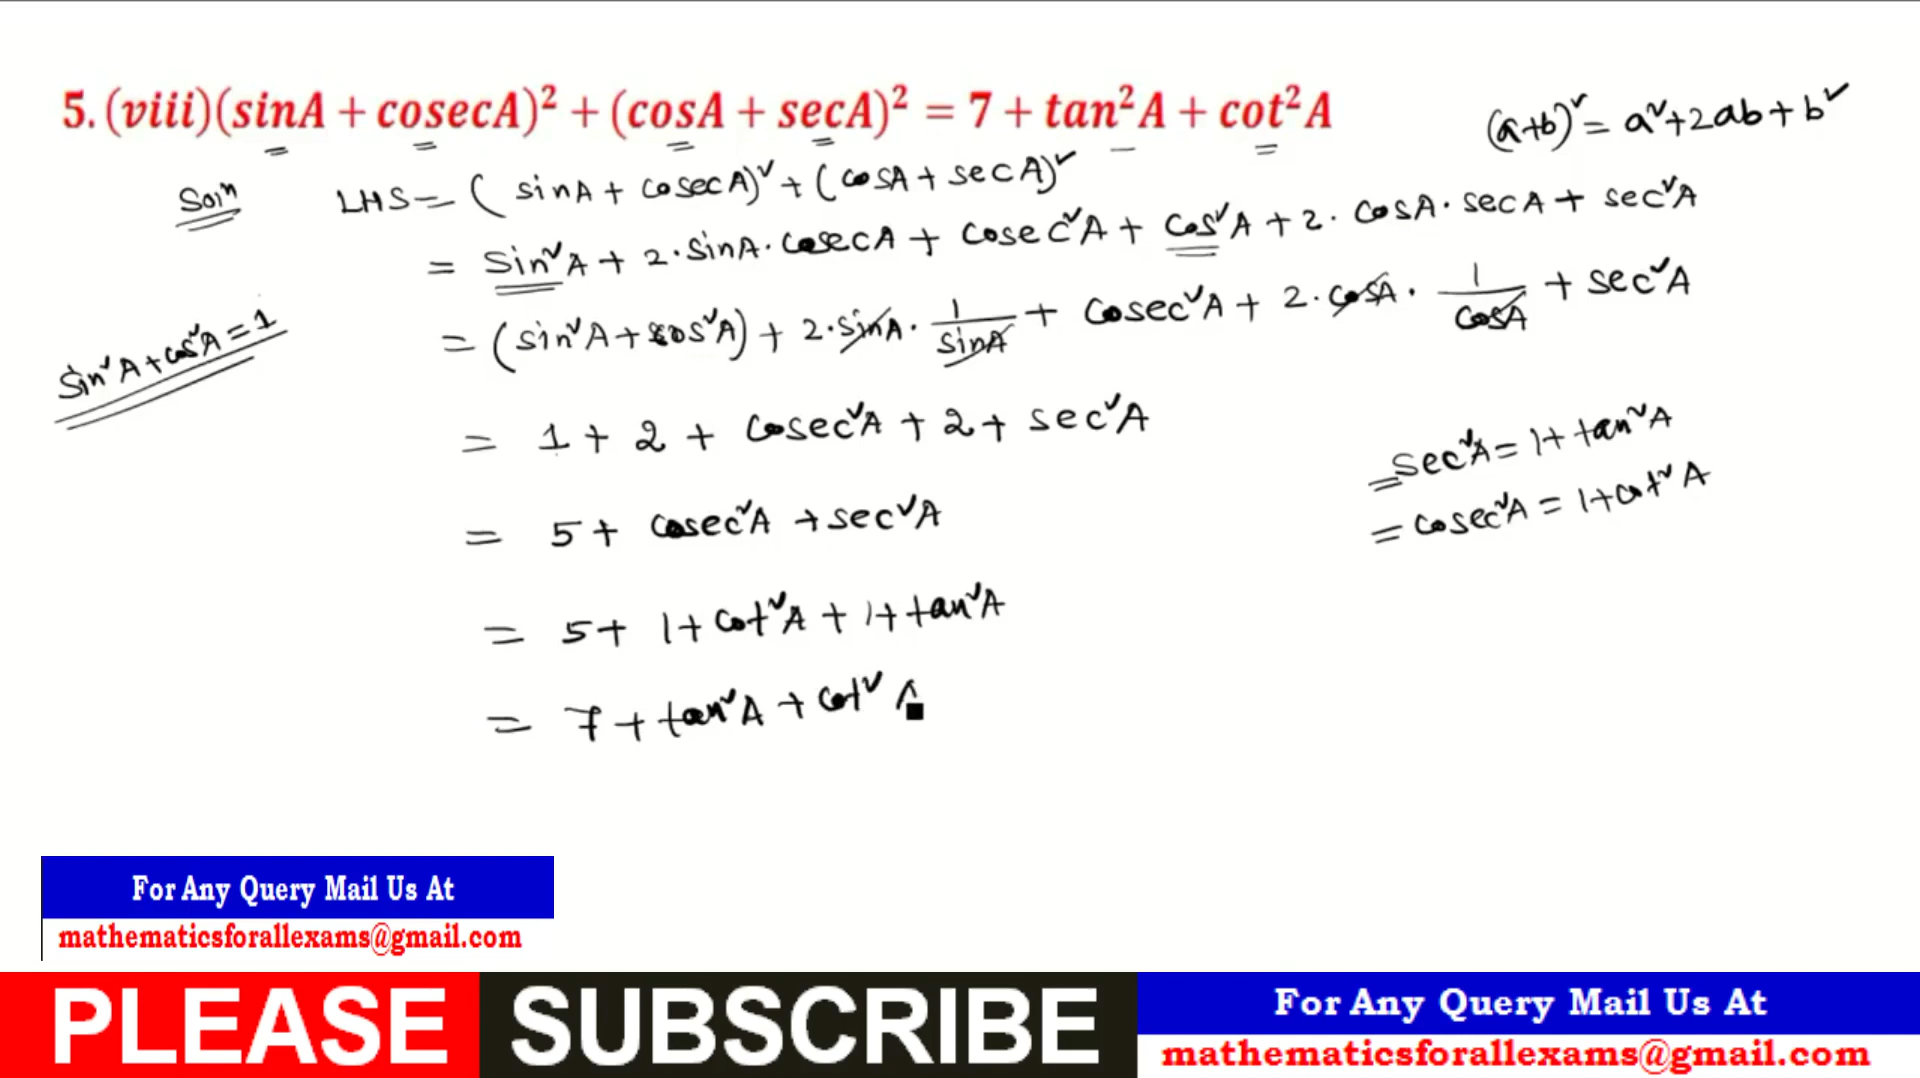 5. (viii)(sinA + cosecA)² + (cosA + secA)² = 7 + tan²A + cot²A
(a+b)² = a²+2ab+b²
Soln LHS = (sinA + cosecA)² + (cosA + secA)²
= sin²A + 2·sinA·cosecA + cosec²A + cos²A + 2·cosA·secA + sec²A
sin²A + cos²A = 1
= (sin²A + cos²A) + 2·sinA·1/sinA + cosec²A + 2·cosA·1/cosA + sec²A
= 1 + 2 + cosec²A + 2 + sec²A
= sec²A = 1 + tan²A
= cosec²A = 1 + cot²A
= 5 + cosec²A + sec²A
= 5 + 1 + cot²A + 1 + tan²A
= 7 + tan²A + cot²
For Any Query Mail Us At
mathematicsforallexams@gmail.com
PLEASE SUBSCRIBE
For Any Query Mail Us At
mathematicsforallexams@gmail.com